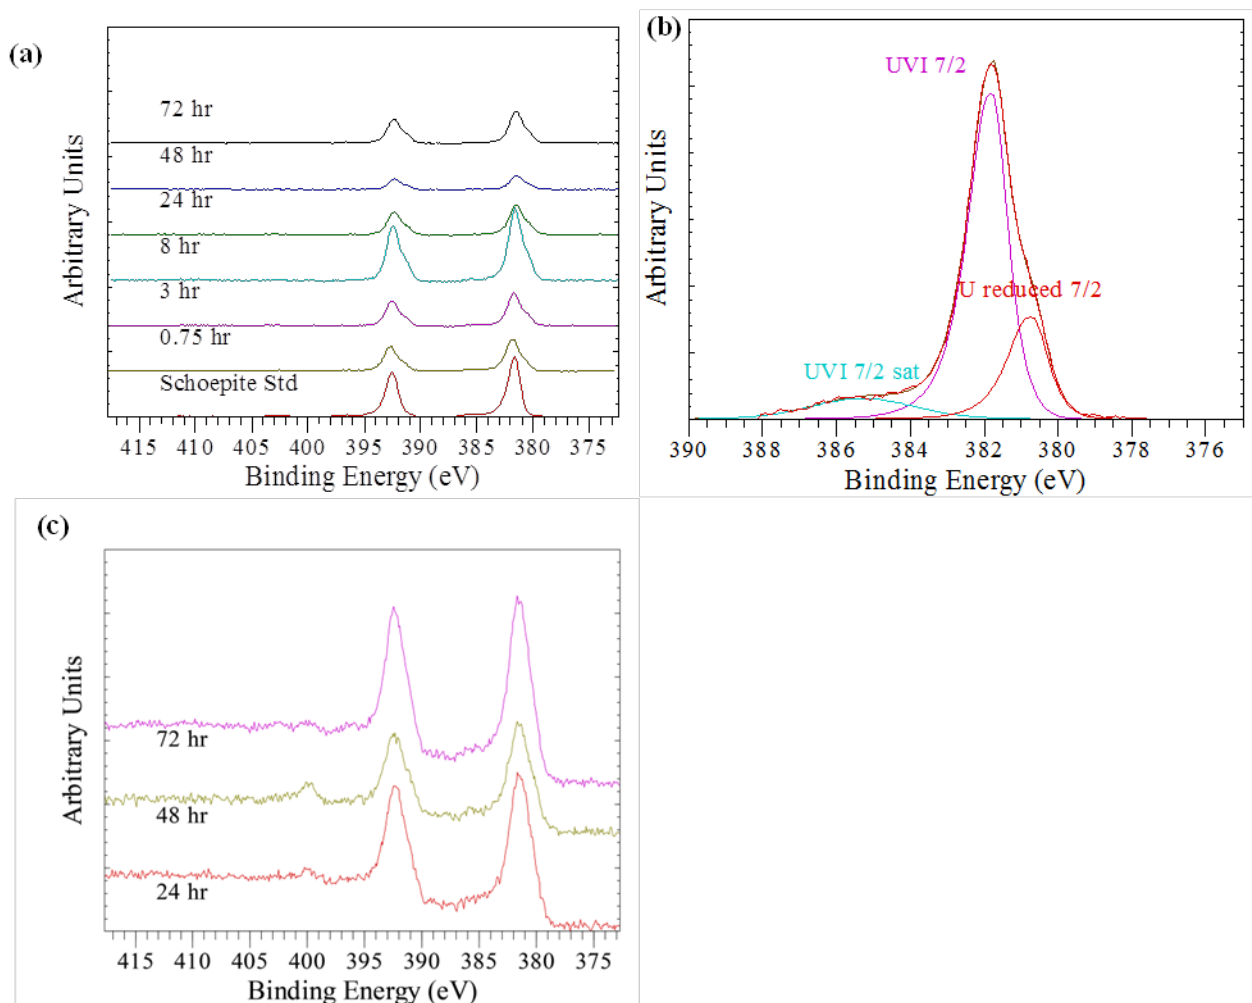 (a)
Arbitrary Units
72 hr
48 hr
24 hr
8 hr
3 hr
0.75 hr
Schoepite Std
415 410 405 400 395 390 385 380 375
Binding Energy (eV)
(b)
Arbitrary Units
UVI 7/2
U reduced 7/2
UVI 7/2 sat
390 388 386 384 382 380 378 376
Binding Energy (eV)
(c)
Arbitrary Units
72 hr
48 hr
24 hr
415 410 405 400 395 390 385 380 375
Binding Energy (eV)